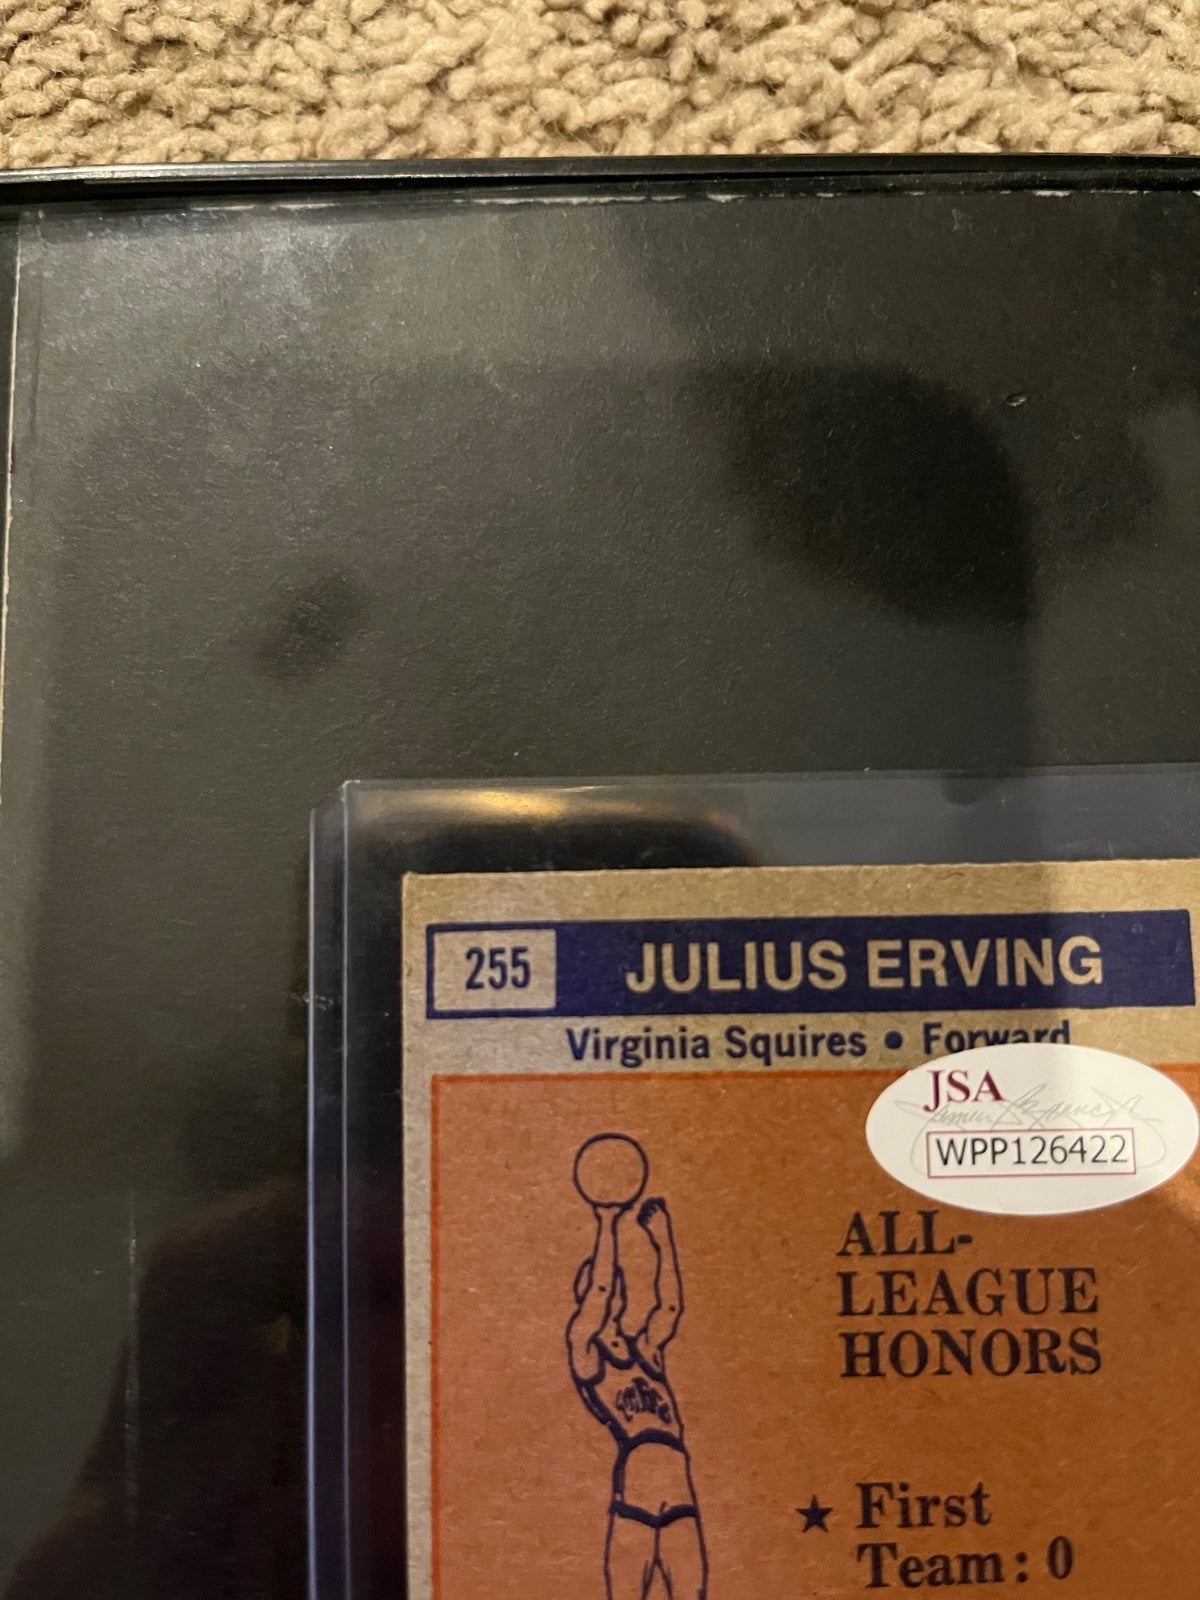 255 JULIUS ERVING
Virginia Squires • Forward
JSA
WPP126422
ALL-
LEAGUE
HONORS
★ First
Team: 0